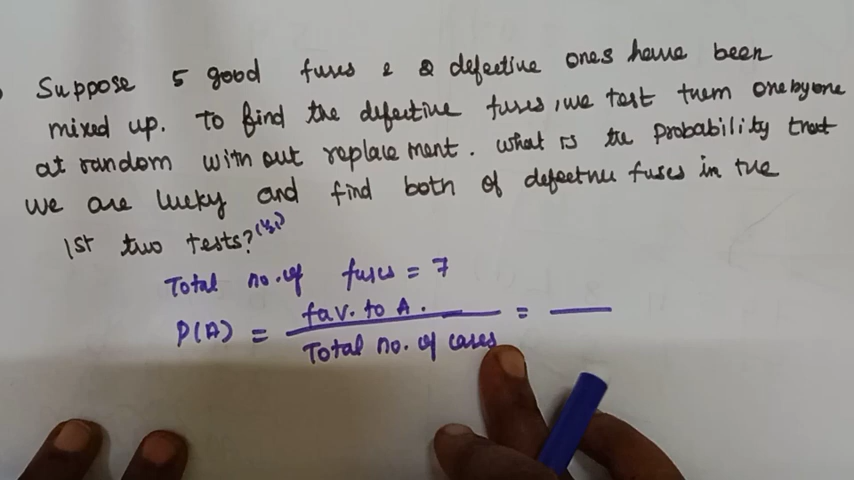 Suppose 5 good fuses & 2 defective ones have been
mixed up. To find the defective fuses, we test them one by one
at random with out replacement. What is the probability that
we are lucky and find both of defective fuses in the
1st two tests?
Total no. of fuses = 7
P(A) = fav. to A. / Total no. of cases =